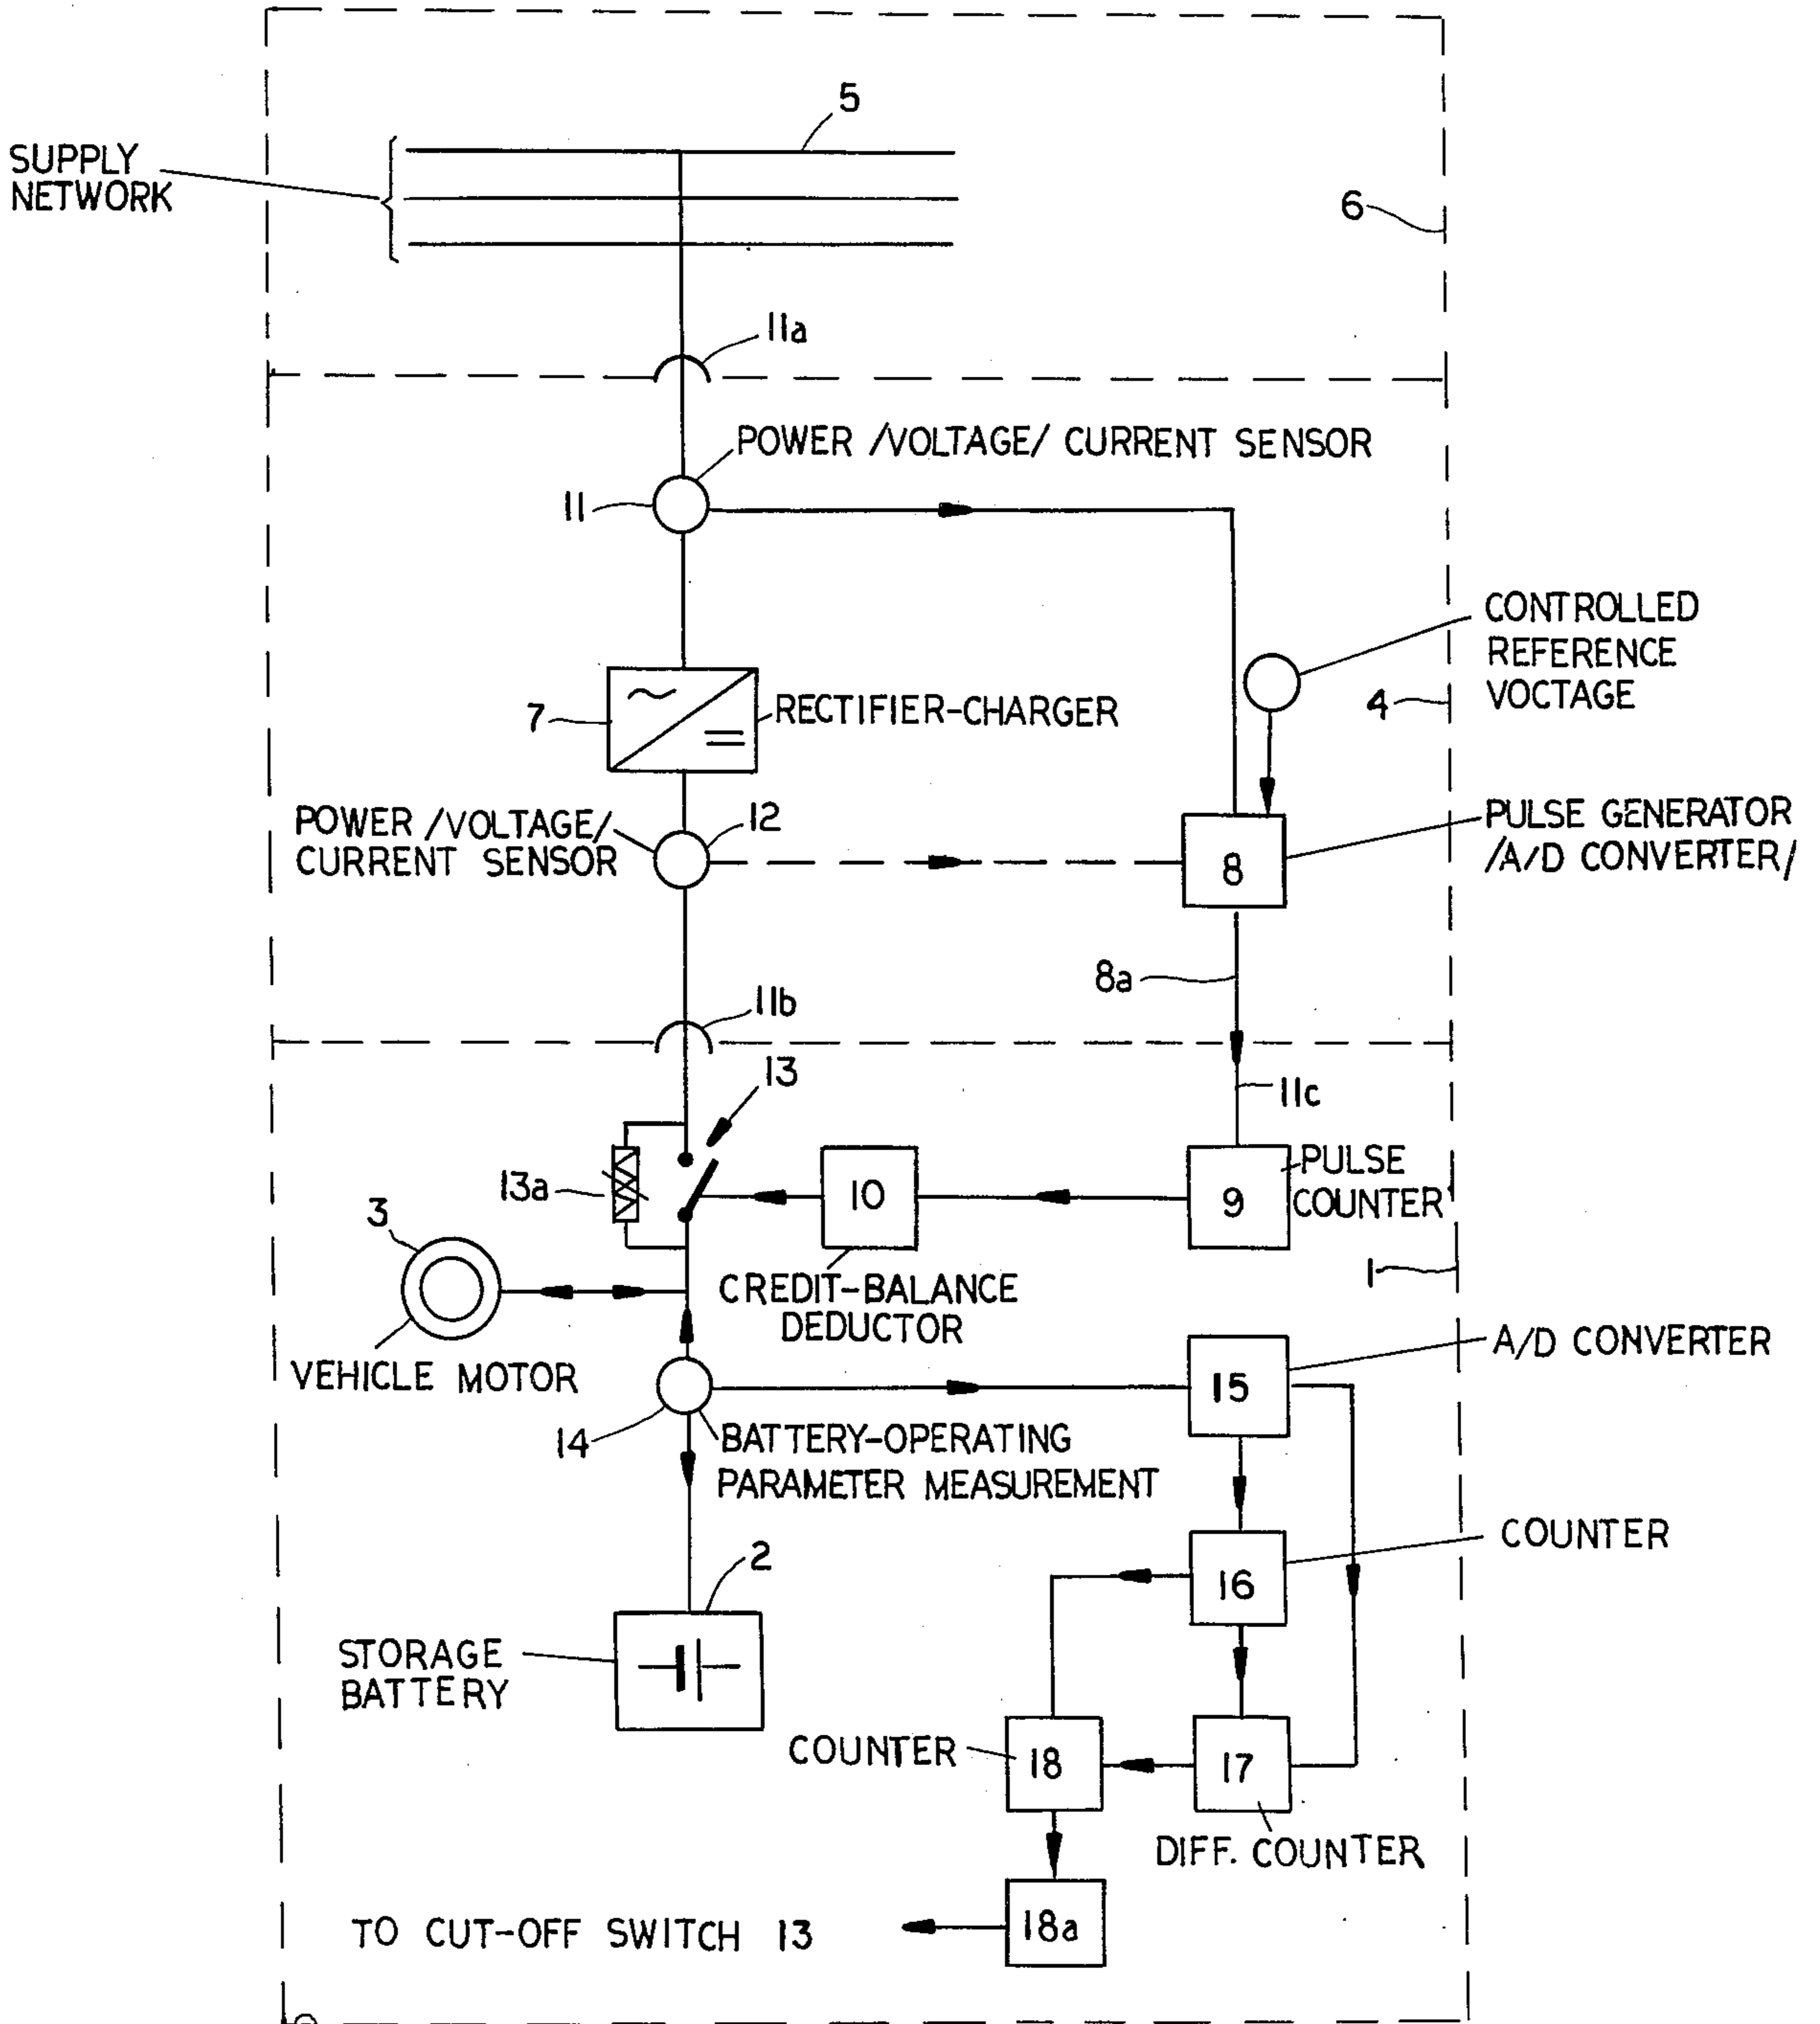 5
SUPPLY
NETWORK
6
11a
POWER /VOLTAGE/ CURRENT SENSOR
11
CONTROLLED
REFERENCE
VOCTAGE
4
7
RECTIFIER-CHARGER
12
POWER /VOLTAGE/
CURRENT SENSOR
PULSE GENERATOR
/A/D CONVERTER/
8
8a
11b
13
11c
13a
10
9
PULSE
COUNTER
3
CREDIT-BALANCE
DEDUCTOR
1
VEHICLE MOTOR
A/D CONVERTER
15
14
BATTERY-OPERATING
PARAMETER MEASUREMENT
COUNTER
2
16
STORAGE
BATTERY
COUNTER
18
17
DIFF. COUNTER
TO CUT-OFF SWITCH 13
18a